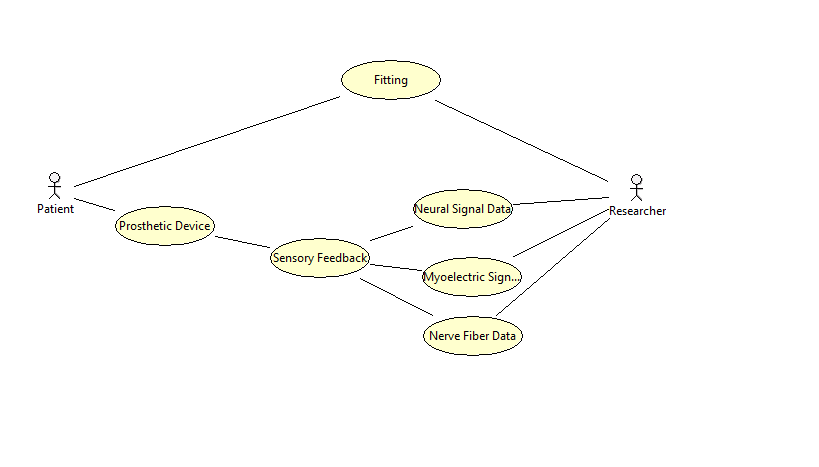 Fitting
Patient
Researcher
Prosthetic Device
Neural Signal Data
Sensory Feedback
Myoelectric Sign...
Nerve Fiber Data